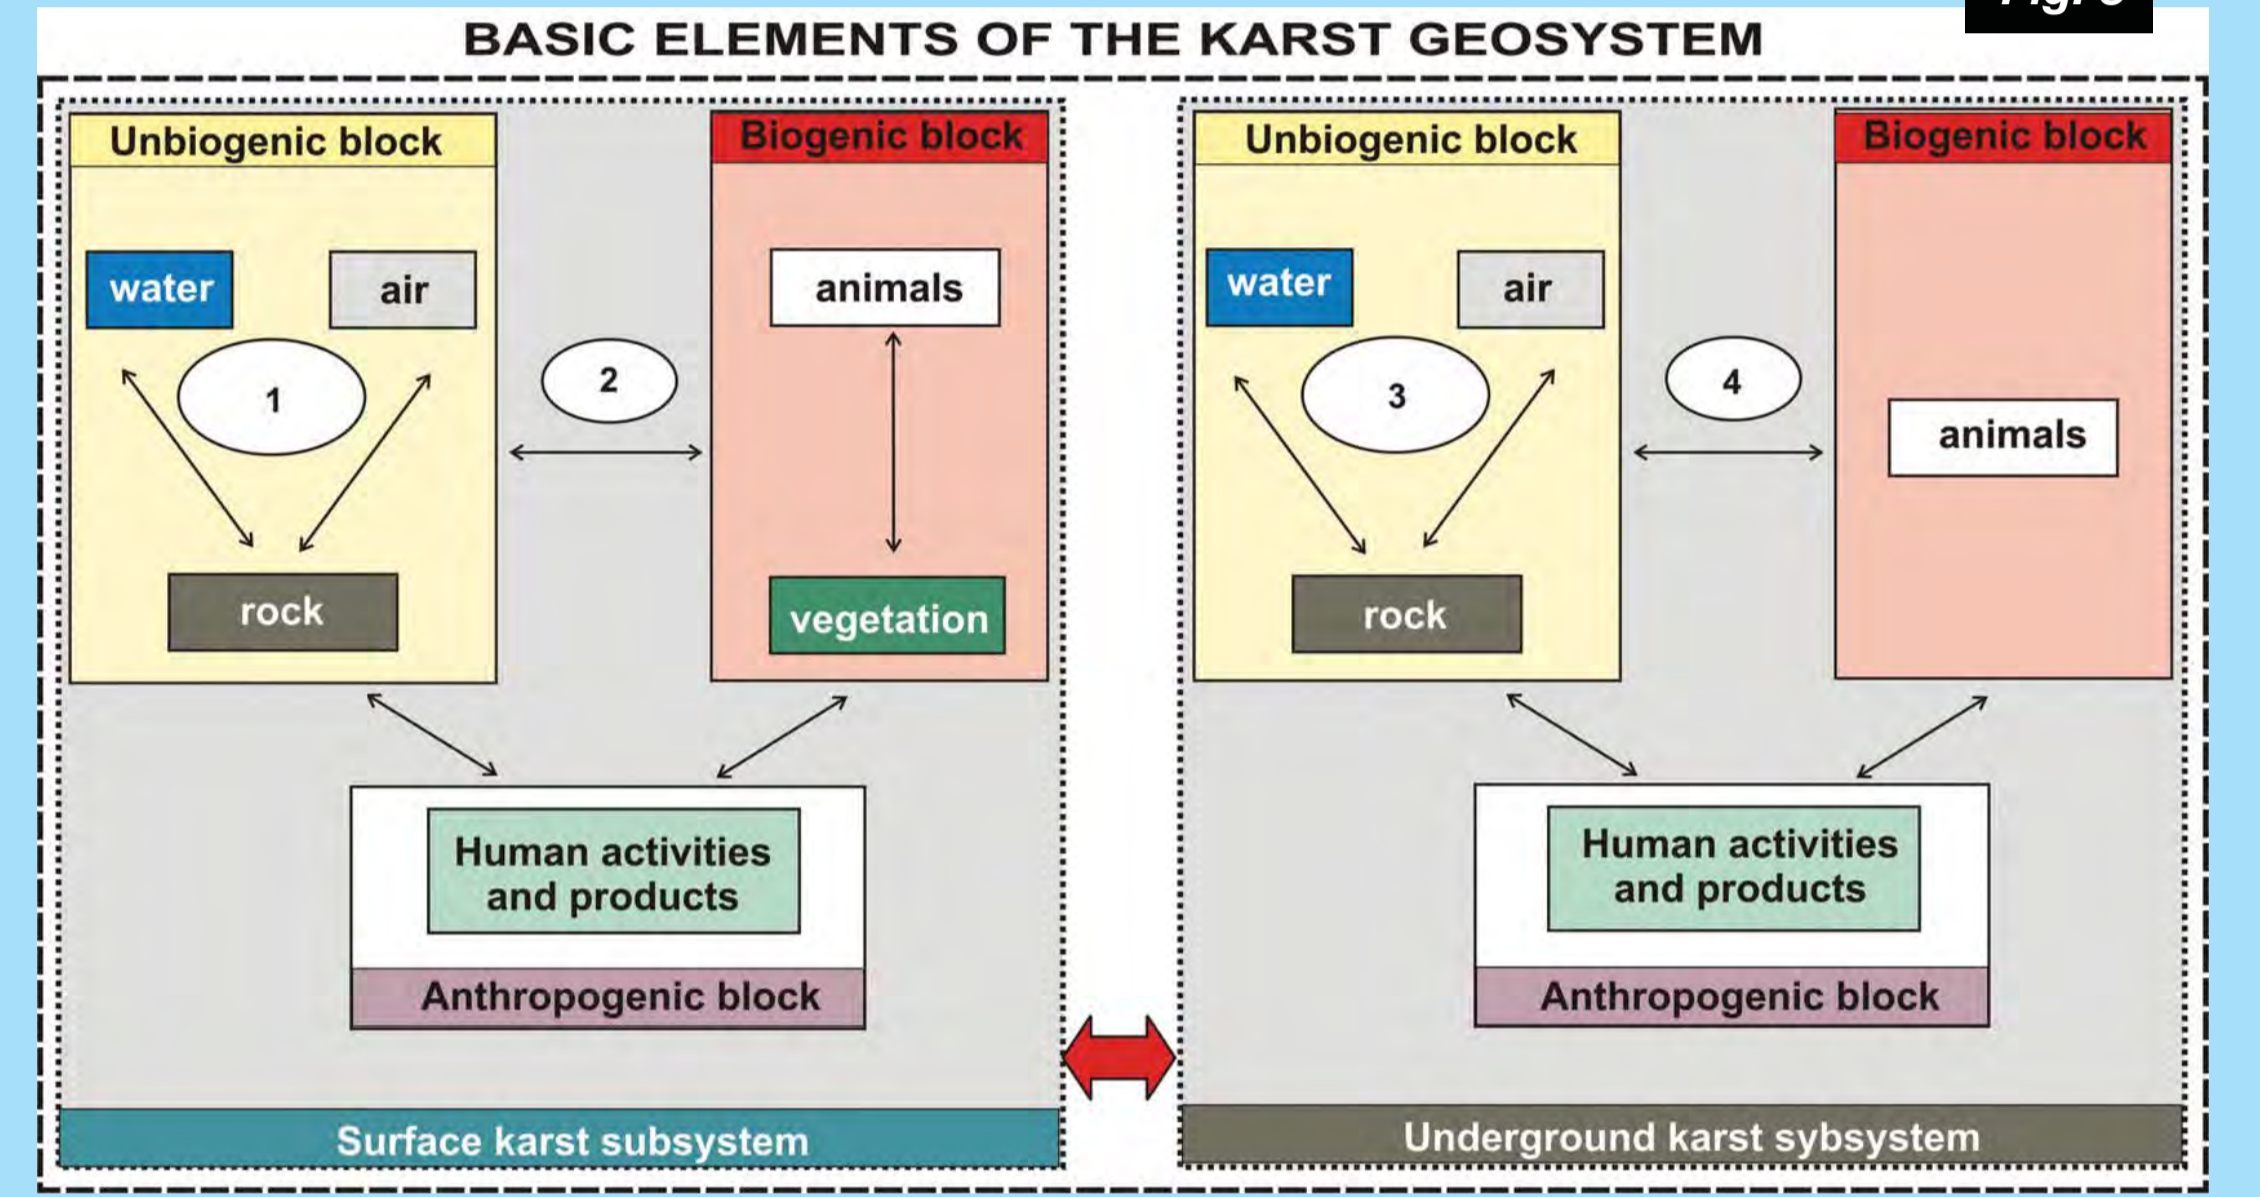 BASIC ELEMENTS OF THE KARST GEOSYSTEM
Unbiogenic block
Biogenic block
water
air
animals
1
2
rock
vegetation
Human activities
and products
Anthropogenic block
Surface karst subsystem
Unbiogenic block
Biogenic block
water
air
3
4
animals
rock
Human activities
and products
Anthropogenic block
Underground karst sybsystem